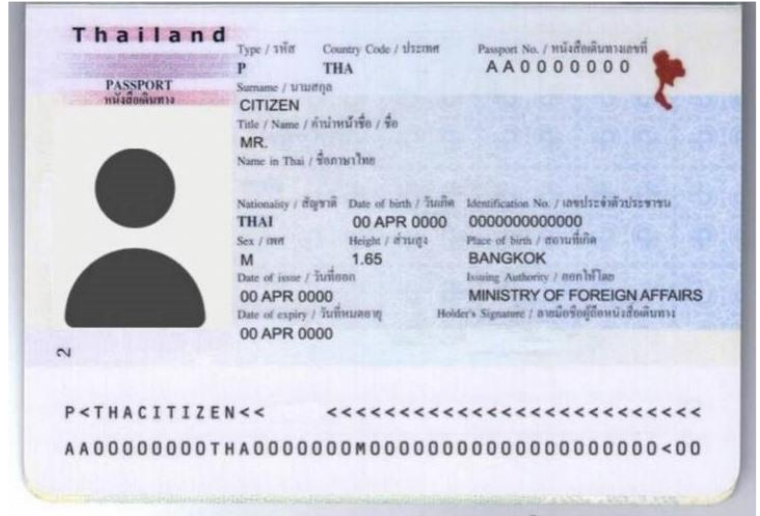 Thailand
PASSPORT
หนังสือเดินทาง
Type / รหัส Country Code / ประเทศ Passport No. / หนังสือเดินทางเลขที่
P THA AA0000000
Surname / นามสกุล
CITIZEN
Title / Name / คำนำหน้าชื่อ / ชื่อ
MR.
Name in Thai / ชื่อภาษาไทย
Nationality / สัญชาติ Date of birth / วันเกิด Identification No. / เลขประจำตัวประชาชน
THAI 00 APR 0000 0000000000000
Sex / เพศ Height / ส่วนสูง Place of birth / สถานที่เกิด
M 1.65 BANGKOK
Date of issue / วันที่ออก Issuing Authority / ออกให้โดย
00 APR 0000 MINISTRY OF FOREIGN AFFAIRS
Date of expiry / วันที่หมดอายุ Holder's Signature / ลายมือชื่อผู้ถือหนังสือเดินทาง
00 APR 0000
2
P<THACITIZEN<< <<<<<<<<<<<<<<<<<<<<<<<<<<
AA00000000THA0000000M00000000000000000000<00